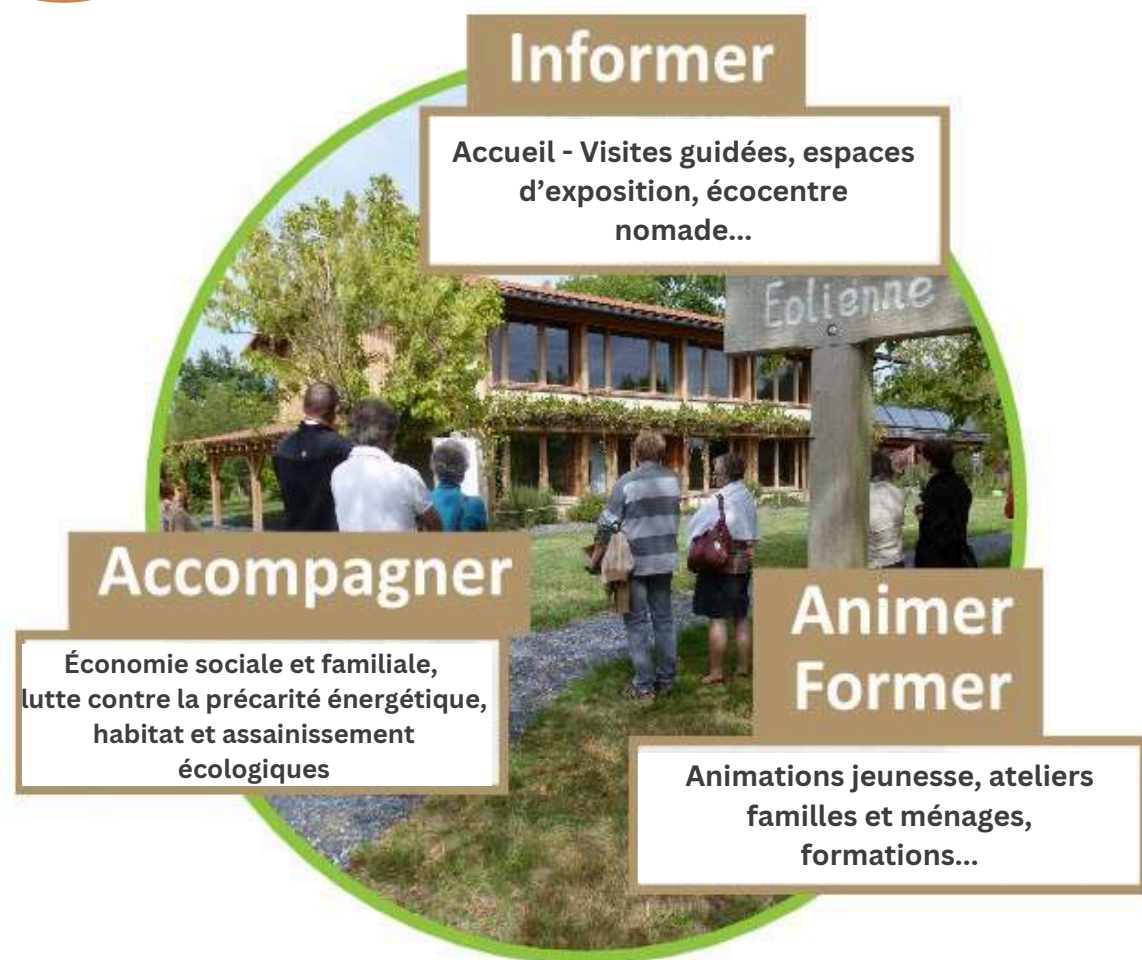 Informer
Accueil - Visites guidées, espaces
d’exposition, écocentre
nomade...
Eolienne
Accompagner
Économie sociale et familiale,
lutte contre la précarité énergétique,
habitat et assainissement
écologiques
Animer
Former
Animations jeunesse, ateliers
familles et ménages,
formations...